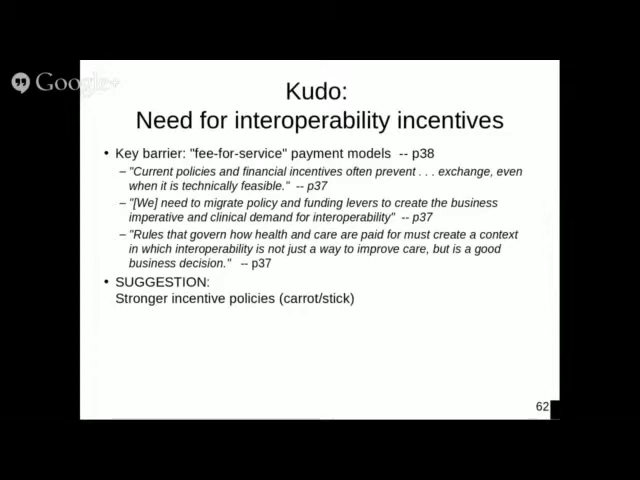 Google+
Kudo:
Need for interoperability incentives
• Key barrier: "fee-for-service" payment models -- p38
– "Current policies and financial incentives often prevent . . . exchange, even
when it is technically feasible." -- p37
– "[We] need to migrate policy and funding levers to create the business
imperative and clinical demand for interoperability" -- p37
– "Rules that govern how health and care are paid for must create a context
in which interoperability is not just a way to improve care, but is a good
business decision." -- p37
• SUGGESTION:
Stronger incentive policies (carrot/stick)
62